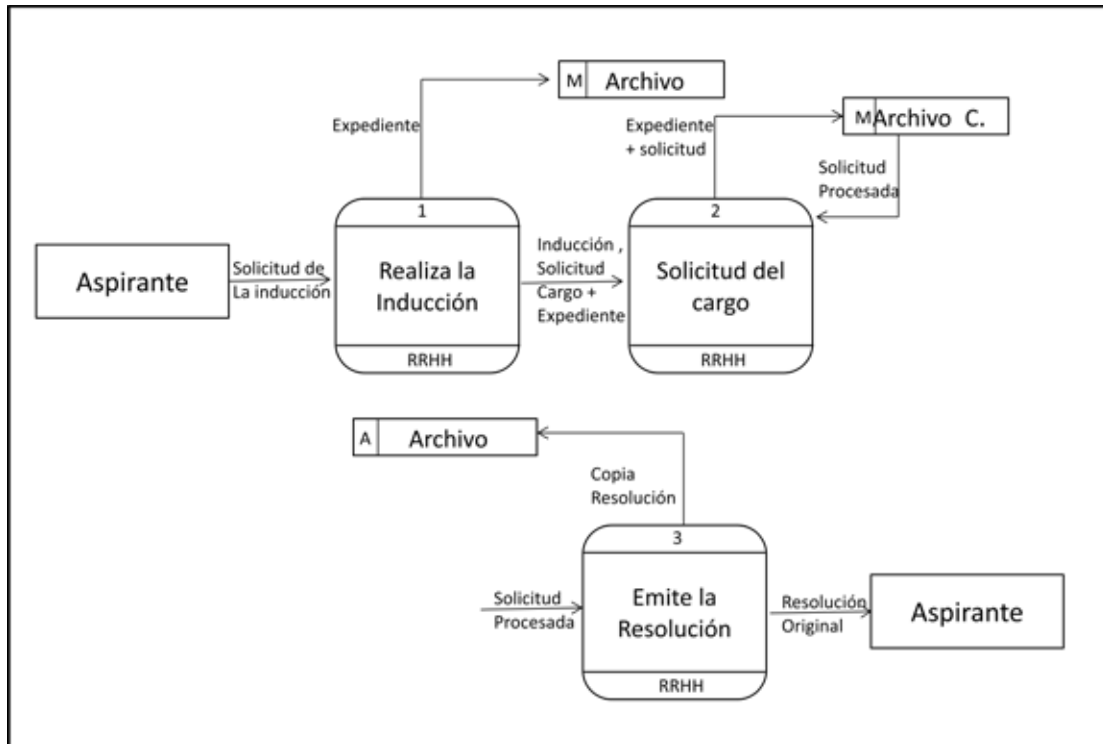 M Archivo
Expediente
Expediente
+ solicitud
M Archivo C.
Solicitud
Procesada
1
2
Aspirante
Solicitud de
La inducción
Realiza la
Inducción
Inducción ,
Solicitud
Cargo +
Expediente
Solicitud del
cargo
RRHH
RRHH
A Archivo
Copia
Resolución
3
Solicitud
Procesada
Emite la
Resolución
Resolución
Original
Aspirante
RRHH